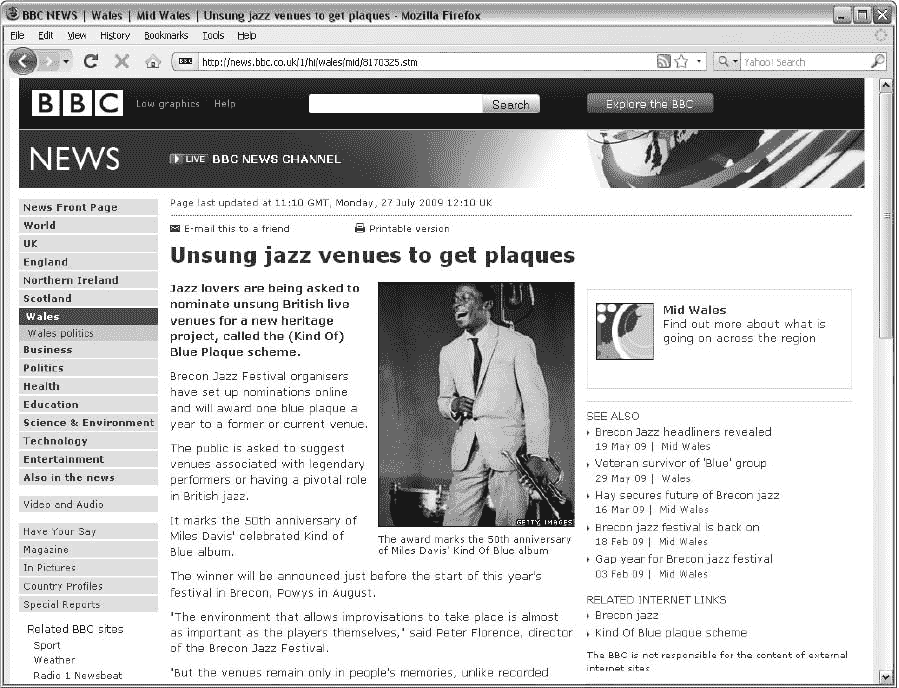 BBC NEWS | Wales | Mid Wales | Unsung jazz venues to get plaques - Mozilla Firefox
File Edit View History Bookmarks Tools Help
BBC http://news.bbc.co.uk/1/hi/wales/mid/8170325.stm Yahoo! Search
BBC Low graphics Help Search Explore the BBC
NEWS LIVE BBC NEWS CHANNEL
News Front Page
World
UK
England
Northern Ireland
Scotland
Wales
Wales politics
Business
Politics
Health
Education
Science & Environment
Technology
Entertainment
Also in the news
Video and Audio
Have Your Say
Magazine
In Pictures
Country Profiles
Special Reports
Related BBC sites
Sport
Weather
Radio 1 Newsbeat
Page last updated at 11:10 GMT, Monday, 27 July 2009 12:10 UK
E-mail this to a friend Printable version
Unsung jazz venues to get plaques
Jazz lovers are being asked to
nominate unsung British live
venues for a new heritage
project, called the (Kind Of)
Blue Plaque scheme.
Brecon Jazz Festival organisers
have set up nominations online
and will award one blue plaque a
year to a former or current venue.
The public is asked to suggest
venues associated with legendary
performers or having a pivotal role
in British jazz.
It marks the 50th anniversary of
Miles Davis' celebrated Kind of
Blue album.
GETTY IMAGES
The award marks the 50th anniversary
of Miles Davis' Kind Of Blue album
The winner will be announced just before the start of this year's
festival in Brecon, Powys in August.
"The environment that allows improvisations to take place is almost
as important as the players themselves," said Peter Florence, director
of the Brecon Jazz Festival.
"But the venues remain only in people's memories, unlike recorded
Mid Wales
Find out more about what is
going on across the region
SEE ALSO
Brecon Jazz headliners revealed
19 May 09 | Mid Wales
Veteran survivor of 'Blue' group
29 May 09 | Wales
Hay secures future of Brecon jazz
16 Mar 09 | Mid Wales
Brecon jazz festival is back on
18 Feb 09 | Mid Wales
Gap year for Brecon jazz festival
03 Feb 09 | Mid Wales
RELATED INTERNET LINKS
Brecon jazz
Kind Of Blue plaque scheme
The BBC is not responsible for the content of external
internet sites